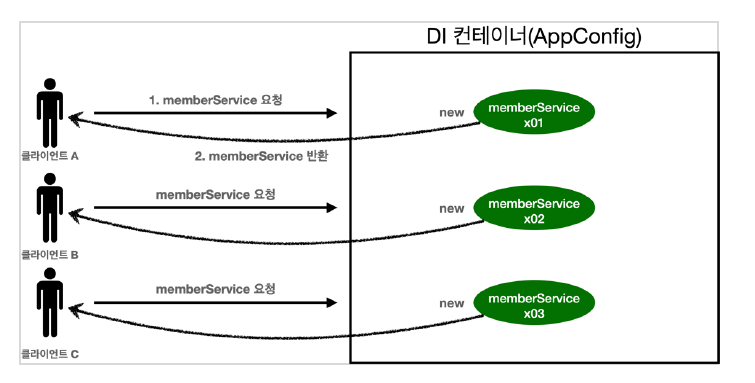 DI 컨테이너(AppConfig)
1. memberService 요청
new
memberService
x01
클라이언트 A
2. memberService 반환
memberService 요청
new
memberService
x02
클라이언트 B
memberService 요청
new
memberService
x03
클라이언트 C